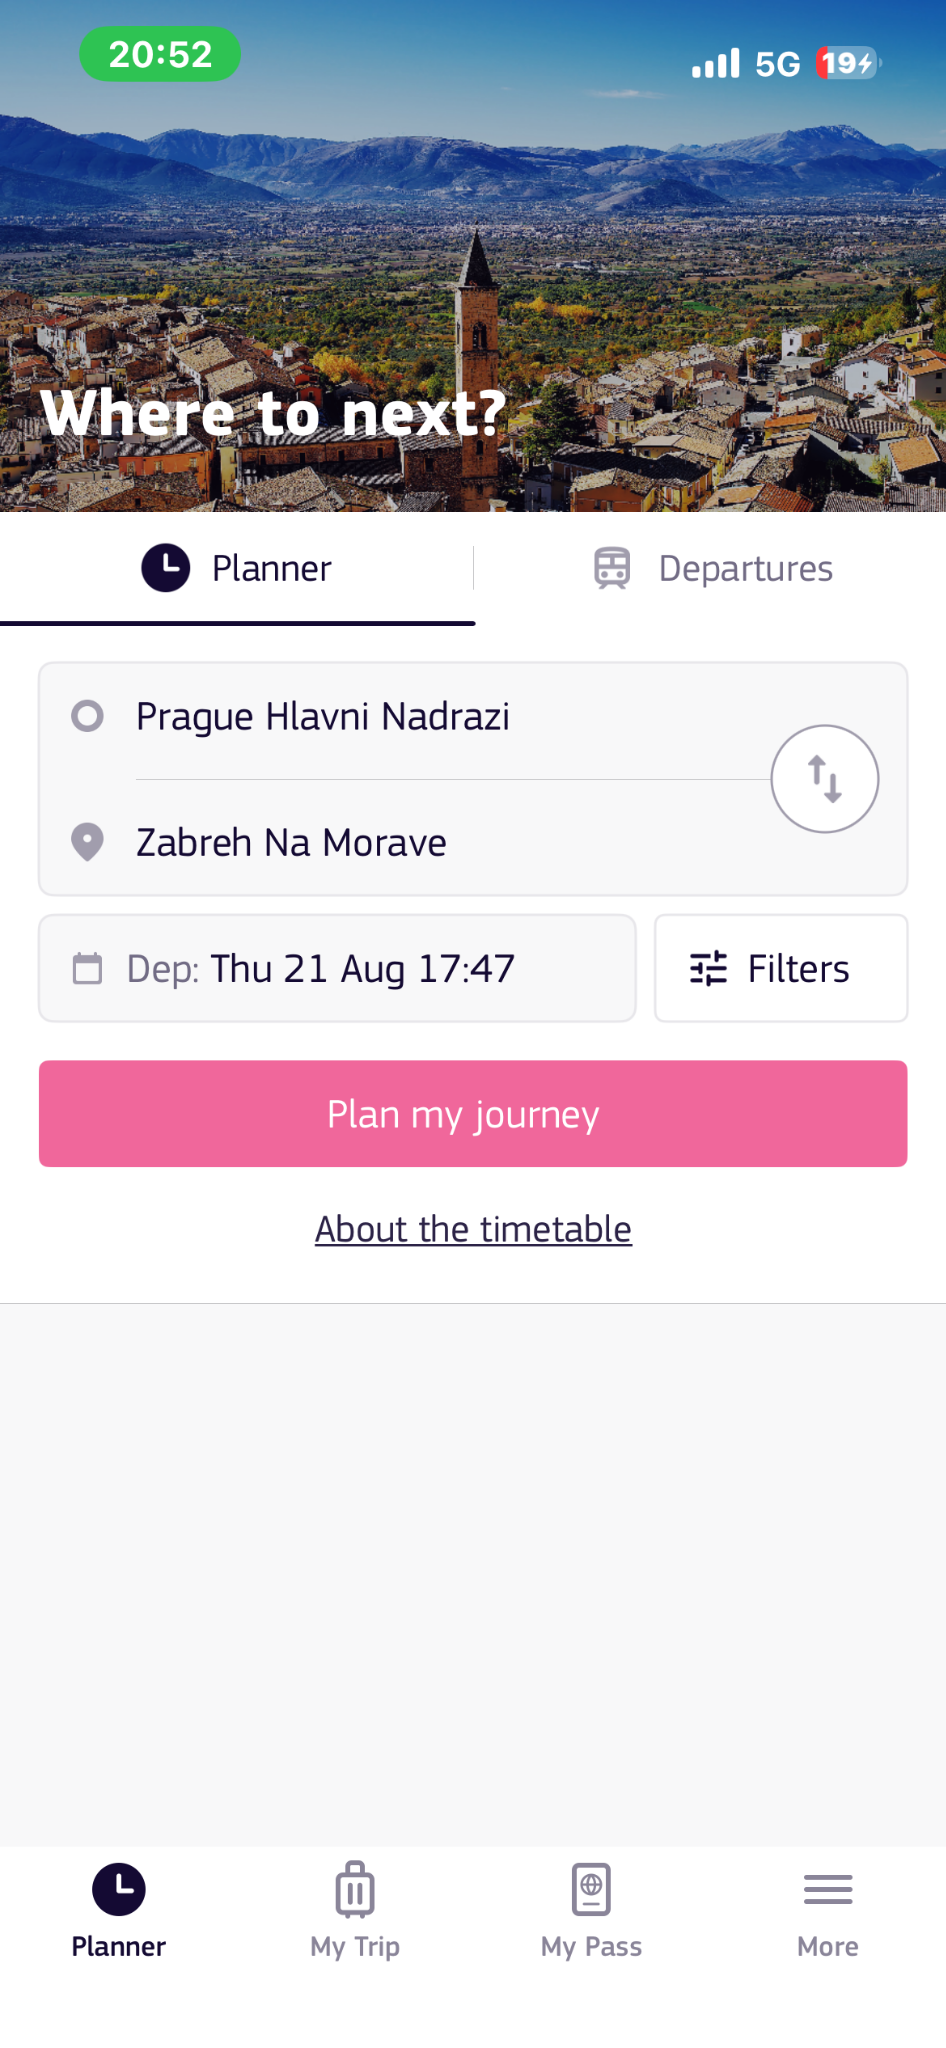 20:52
5G 19
Where to next?
Planner
Departures
Prague Hlavni Nadrazi
Zabreh Na Morave
Dep: Thu 21 Aug 17:47
Filters
Plan my journey
About the timetable
Planner
My Trip
My Pass
More